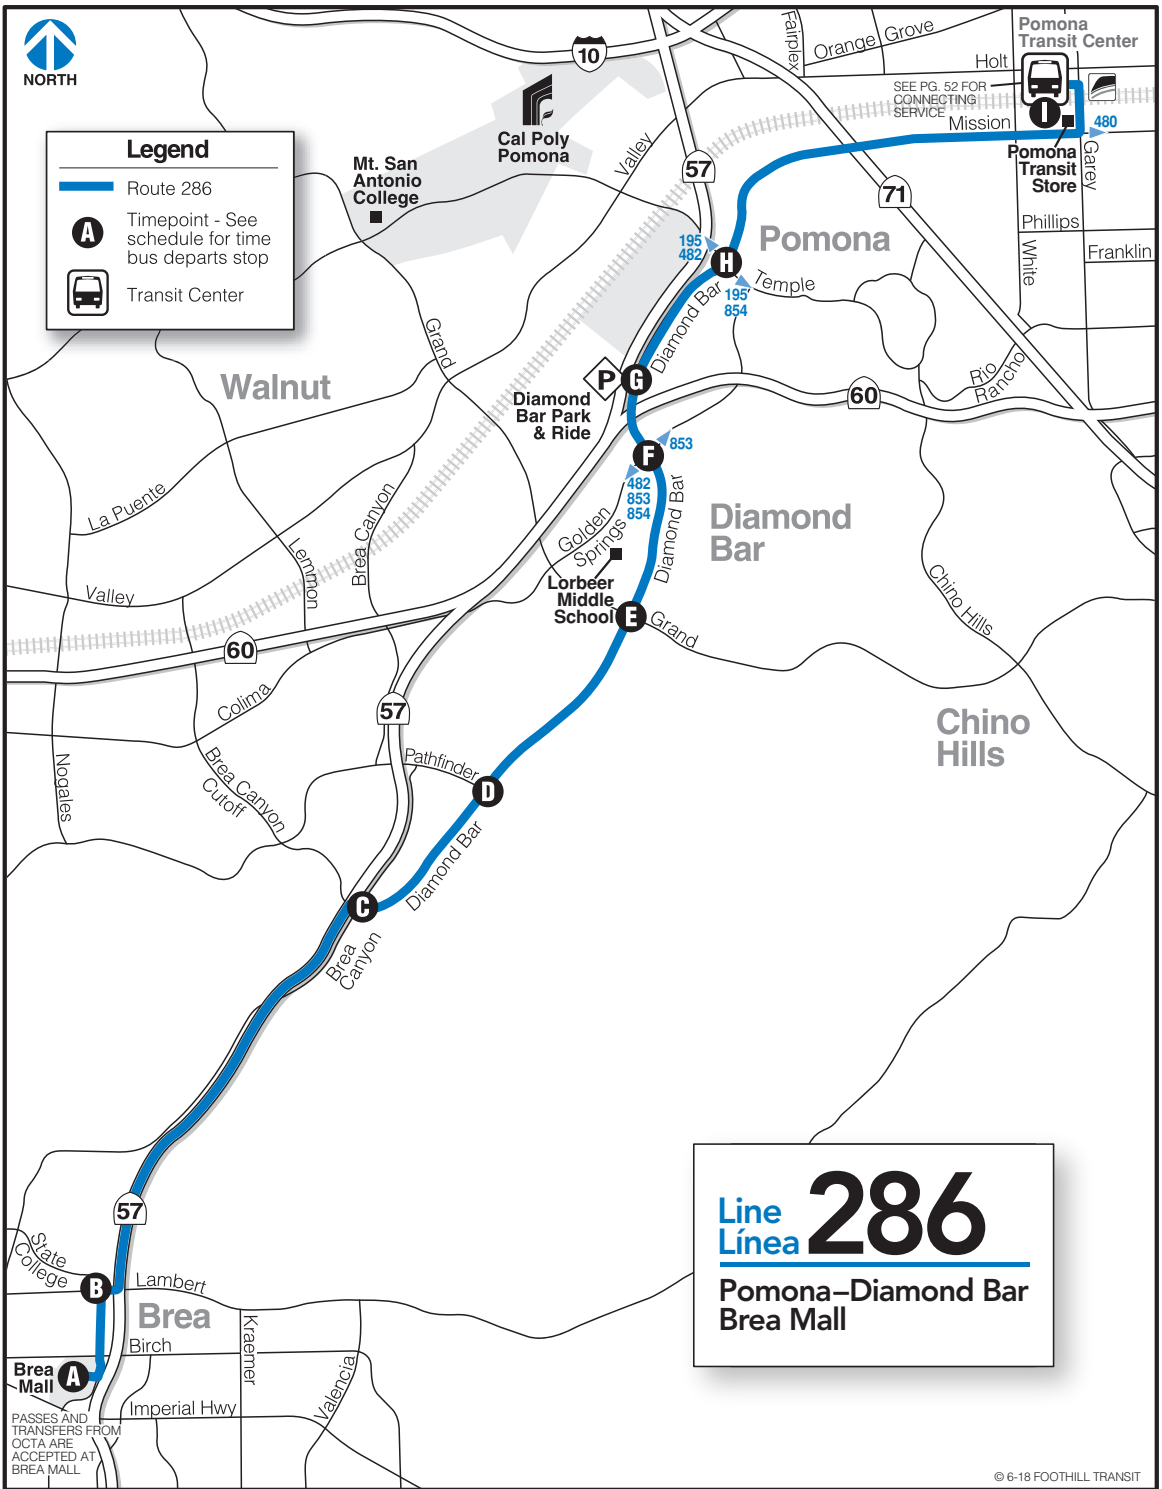 NORTH
10
Fairplex
Orange Grove
Pomona
Transit Center
Holt
SEE PG. 52 FOR
CONNECTING
SERVICE
I
Mission
480
Pomona
Transit
Store
Garey
Legend
Route 286
A
Timepoint - See
schedule for time
bus departs stop
Transit Center
Cal Poly
Pomona
Mt. San
Antonio
College
Valley
57
71
Phillips
White
Franklin
Pomona
195
482
H
Temple
195
854
Diamond Bar
Grand
Walnut
P
G
Diamond
Bar Park
& Ride
60
Rio
Rancho
F
853
482
853
854
Diamond Bar
Diamond
Bar
La Puente
Brea Canyon
Golden
Springs
Lemmon
Lorbeer
Middle
School
E
Grand
Chino Hills
Valley
60
Colima
57
Chino
Hills
Pathfinder
Nogales
Brea Canyon
Cutoff
D
Diamond Bar
C
Brea
Canyon
57
State
College
B
Lambert
Brea
Birch
Kraemer
Brea
Mall
A
Valencia
Imperial Hwy
PASSES AND
TRANSFERS FROM
OCTA ARE
ACCEPTED AT
BREA MALL
Line
Línea
286
Pomona–Diamond Bar
Brea Mall
© 6-18 FOOTHILL TRANSIT